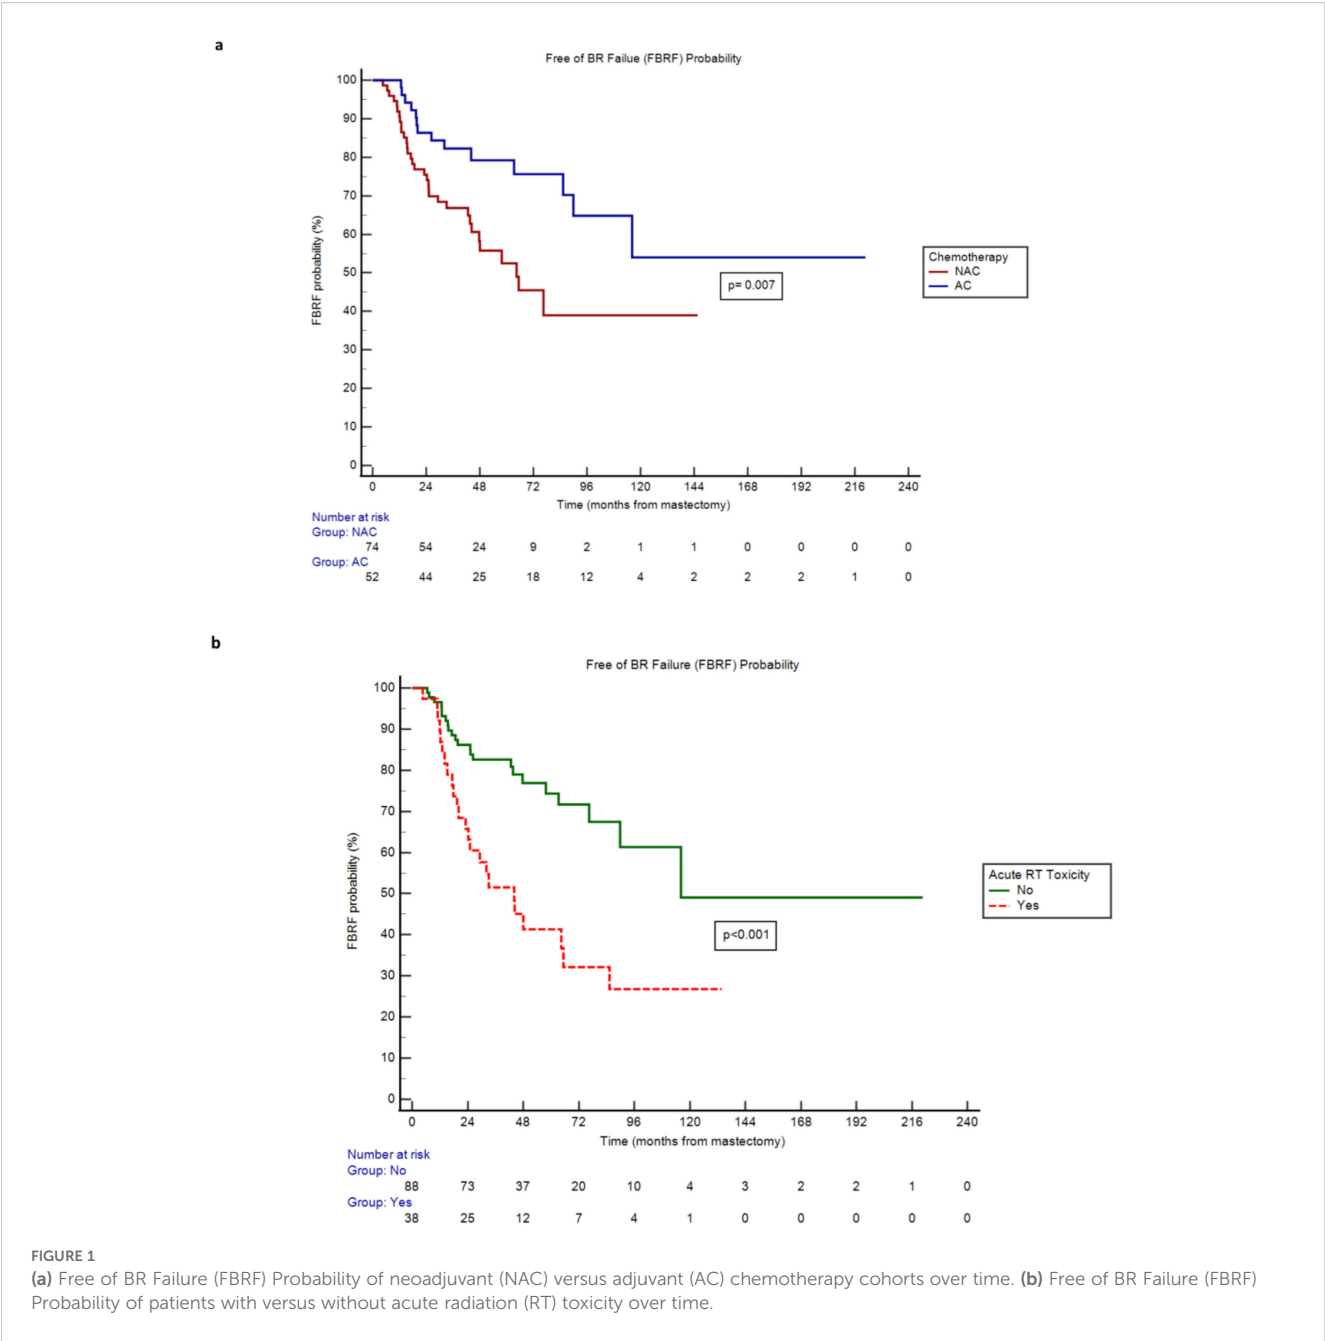 a
Free of BR Failue (FBRF) Probability
100
90
80
70
60
50
40
30
20
10
0
FBRF probability (%)
p= 0.007
Chemotherapy
NAC
AC
0 24 48 72 96 120 144 168 192 216 240
Time (months from mastectomy)
Number at risk
Group: NAC
74 54 24 9 2 1 1 0 0 0 0
Group: AC
52 44 25 18 12 4 2 2 2 1 0
b
Free of BR Failure (FBRF) Probability
100
90
80
70
60
50
40
30
20
10
0
FBRF probability (%)
p<0.001
Acute RT Toxicity
No
Yes
0 24 48 72 96 120 144 168 192 216 240
Time (months from mastectomy)
Number at risk
Group: No
88 73 37 20 10 4 3 2 2 1 0
Group: Yes
38 25 12 7 4 1 0 0 0 0 0
FIGURE 1
(a) Free of BR Failure (FBRF) Probability of neoadjuvant (NAC) versus adjuvant (AC) chemotherapy cohorts over time. (b) Free of BR Failure (FBRF)
Probability of patients with versus without acute radiation (RT) toxicity over time.